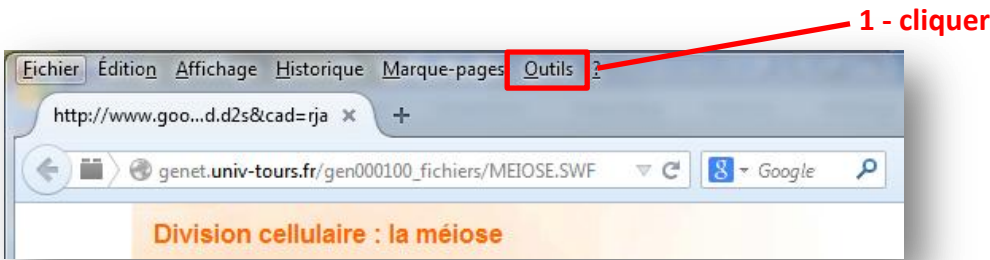 1 - cliquer
Fichier Édition Affichage Historique Marque-pages Outils ?
http://www.goo...d.d2s&cad=rja × +
genet.univ-tours.fr/gen000100_fichiers/MEIOSE.SWF 8 Google
Division cellulaire : la méiose